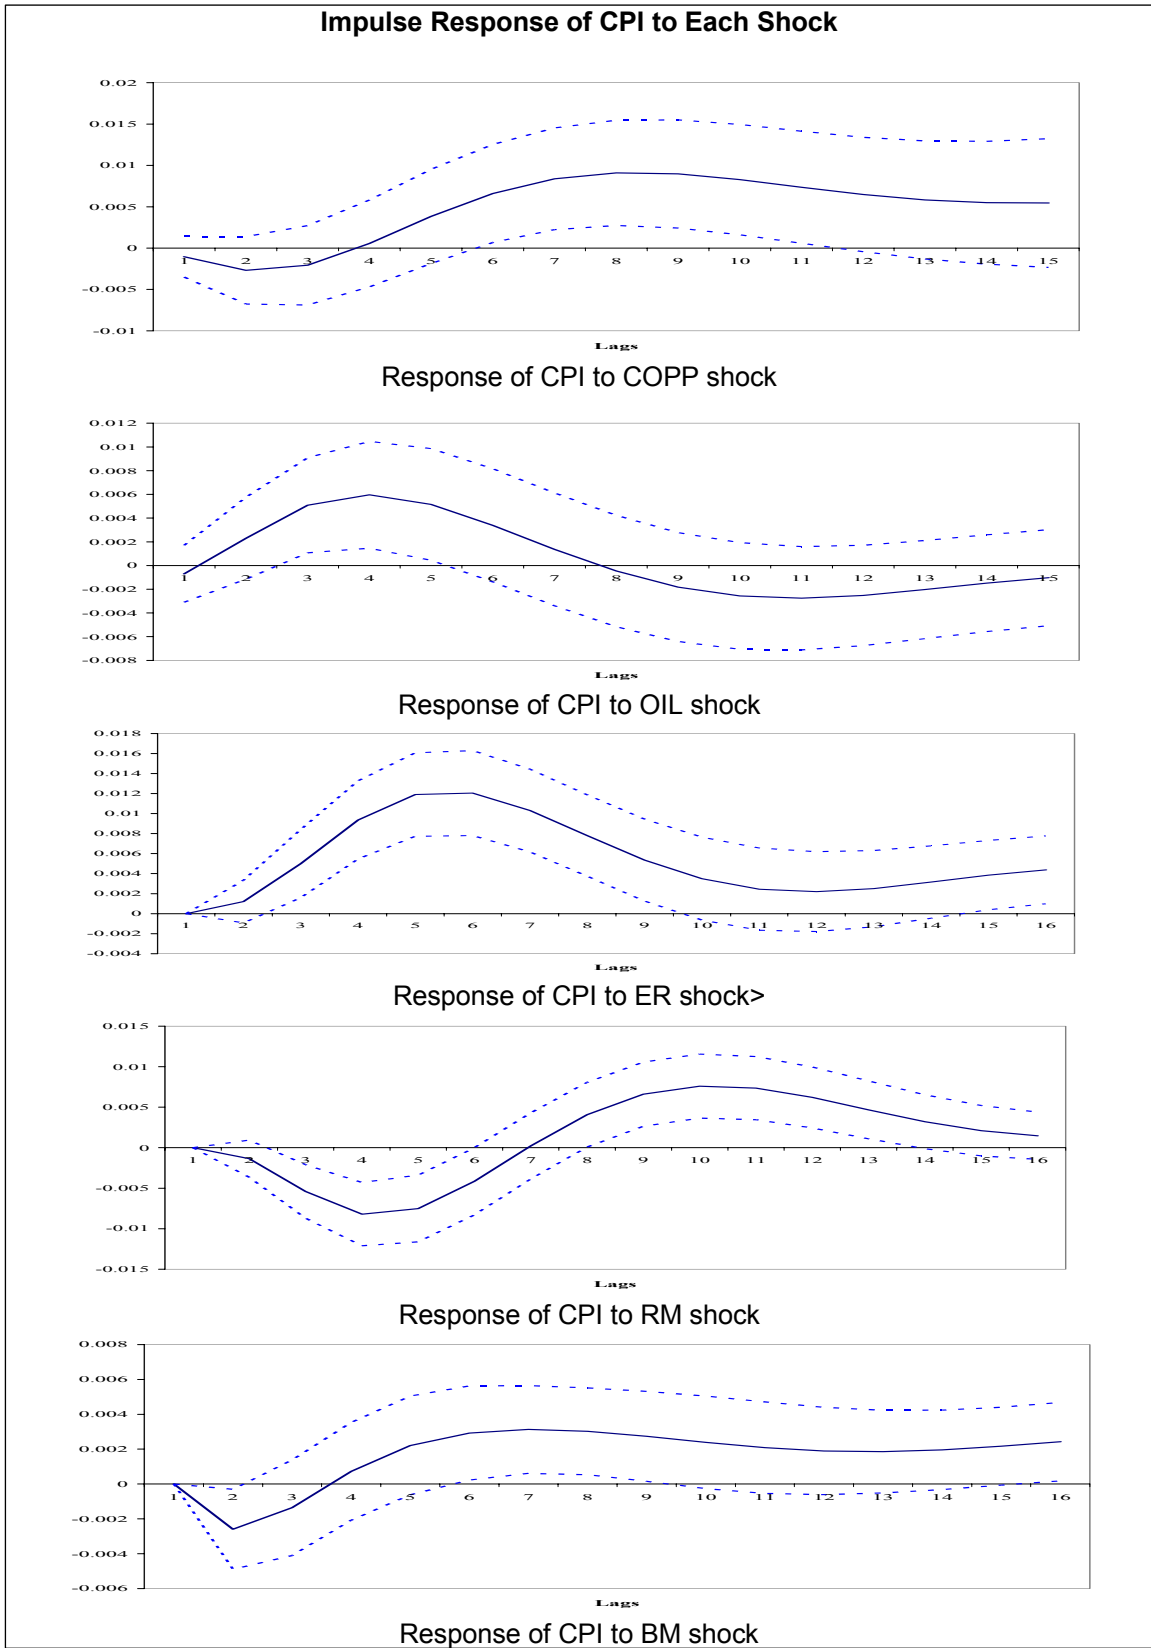 Impulse Response of CPI to Each Shock
0.02
0.015
0.01
0.005
0
-0.005
-0.01
1 2 3 4 5 6 7 8 9 10 11 12 13 14 15
Lags
Response of CPI to COPP shock
0.012
0.01
0.008
0.006
0.004
0.002
0
-0.002
-0.004
-0.006
-0.008
1 2 3 4 5 6 7 8 9 10 11 12 13 14 15
Lags
Response of CPI to OIL shock
0.018
0.016
0.014
0.012
0.01
0.008
0.006
0.004
0.002
0
-0.002
-0.004
1 2 3 4 5 6 7 8 9 10 11 12 13 14 15 16
Lags
Response of CPI to ER shock>
0.015
0.01
0.005
0
-0.005
-0.01
-0.015
1 2 3 4 5 6 7 8 9 10 11 12 13 14 15 16
Lags
Response of CPI to RM shock
0.008
0.006
0.004
0.002
0
-0.002
-0.004
-0.006
1 2 3 4 5 6 7 8 9 10 11 12 13 14 15 16
Lags
Response of CPI to BM shock